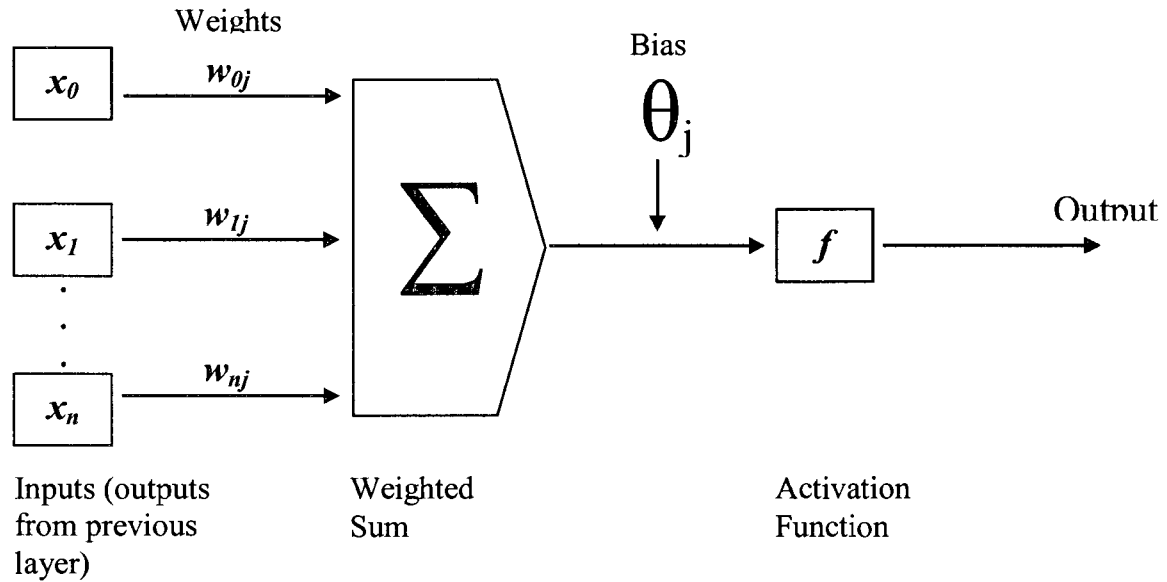 Weights
Bias
x0
w0j
θj
x1
w1j
Σ
f
Output
.
.
.
xn
wnj
Inputs (outputs
from previous
layer)
Weighted
Sum
Activation
Function